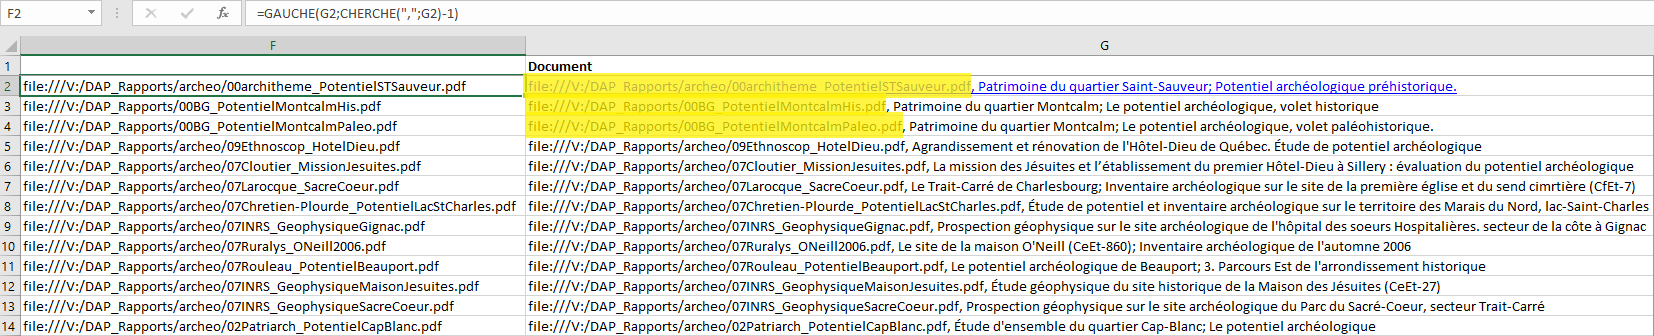 F2 fx =GAUCHE(G2;CHERCHE(",";G2)-1)
F G
1 Document
2 file:///V:/DAP_Rapports/archeo/00architheme_PotentielSTSauveur.pdf file:///V:/DAP_Rapports/archeo/00architheme_PotentielSTSauveur.pdf, Patrimoine du quartier Saint-Sauveur; Potentiel archéologique préhistorique.
3 file:///V:/DAP_Rapports/00BG_PotentielMontcalmHis.pdf file:///V:/DAP_Rapports/00BG_PotentielMontcalmHis.pdf, Patrimoine du quartier Montcalm; Le potentiel archéologique, volet historique
4 file:///V:/DAP_Rapports/00BG_PotentielMontcalmPaleo.pdf file:///V:/DAP_Rapports/00BG_PotentielMontcalmPaleo.pdf, Patrimoine du quartier Montcalm; Le potentiel archéologique, volet paléohistorique.
5 file:///V:/DAP_Rapports/archeo/09Ethnoscop_HotelDieu.pdf file:///V:/DAP_Rapports/archeo/09Ethnoscop_HotelDieu.pdf, Agrandissement et rénovation de l'Hôtel-Dieu de Québec. Étude de potentiel archéologique
6 file:///V:/DAP_Rapports/archeo/07Cloutier_MissionJesuites.pdf file:///V:/DAP_Rapports/archeo/07Cloutier_MissionJesuites.pdf, La mission des Jésuites et l’établissement du premier Hôtel-Dieu à Sillery : évaluation du potentiel archéologique
7 file:///V:/DAP_Rapports/archeo/07Larocque_SacreCoeur.pdf file:///V:/DAP_Rapports/archeo/07Larocque_SacreCoeur.pdf, Le Trait-Carré de Charlesbourg; Inventaire archéologique sur le site de la première église et du send cimrtière (CfEt-7)
8 file:///V:/DAP_Rapports/archeo/07Chretien-Plourde_PotentielLacStCharles.pdf file:///V:/DAP_Rapports/archeo/07Chretien-Plourde_PotentielLacStCharles.pdf, Étude de potentiel et inventaire archéologique sur le territoire des Marais du Nord, lac-Saint-Charles
9 file:///V:/DAP_Rapports/archeo/07INRS_GeophysiqueGignac.pdf file:///V:/DAP_Rapports/archeo/07INRS_GeophysiqueGignac.pdf, Prospection géophysique sur le site archéologique de l'hôpital des soeurs Hospitalières. secteur de la côte à Gignac
10 file:///V:/DAP_Rapports/archeo/07Ruralys_ONeill2006.pdf file:///V:/DAP_Rapports/archeo/07Ruralys_ONeill2006.pdf, Le site de la maison O'Neill (CeEt-860); Inventaire archéologique de l'automne 2006
11 file:///V:/DAP_Rapports/archeo/07Rouleau_PotentielBeauport.pdf file:///V:/DAP_Rapports/archeo/07Rouleau_PotentielBeauport.pdf, Le potentiel archéologique de Beauport; 3. Parcours Est de l'arrondissement historique
12 file:///V:/DAP_Rapports/archeo/07INRS_GeophysiqueMaisonJesuites.pdf file:///V:/DAP_Rapports/archeo/07INRS_GeophysiqueMaisonJesuites.pdf, Étude géophysique du site historique de la Maison des Jésuites (CeEt-27)
13 file:///V:/DAP_Rapports/archeo/07INRS_GeophysiqueSacreCoeur.pdf file:///V:/DAP_Rapports/archeo/07INRS_GeophysiqueSacreCoeur.pdf, Prospection géophysique sur le site archéologique du Parc du Sacré-Coeur, secteur Trait-Carré
14 file:///V:/DAP_Rapports/archeo/02Patriarch_PotentielCapBlanc.pdf file:///V:/DAP_Rapports/archeo/02Patriarch_PotentielCapBlanc.pdf, Étude d'ensemble du quartier Cap-Blanc; Le potentiel archéologique